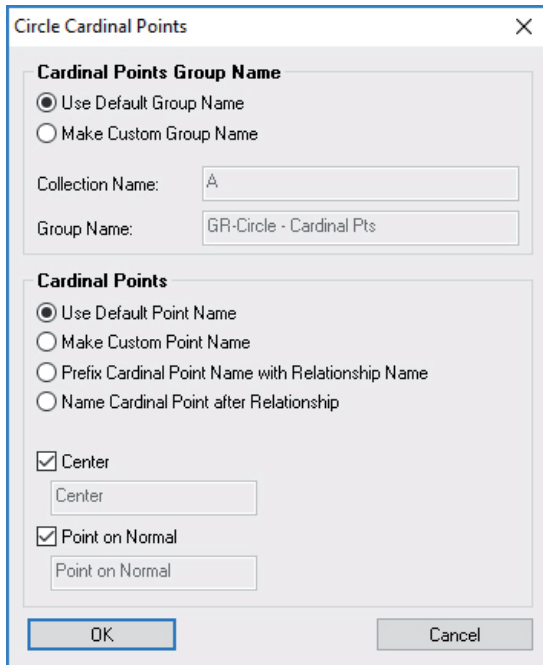 Circle Cardinal Points
Cardinal Points Group Name
Use Default Group Name
Make Custom Group Name
Collection Name: A
Group Name: GR-Circle - Cardinal Pts
Cardinal Points
Use Default Point Name
Make Custom Point Name
Prefix Cardinal Point Name with Relationship Name
Name Cardinal Point after Relationship
Center
Center
Point on Normal
Point on Normal
OK Cancel